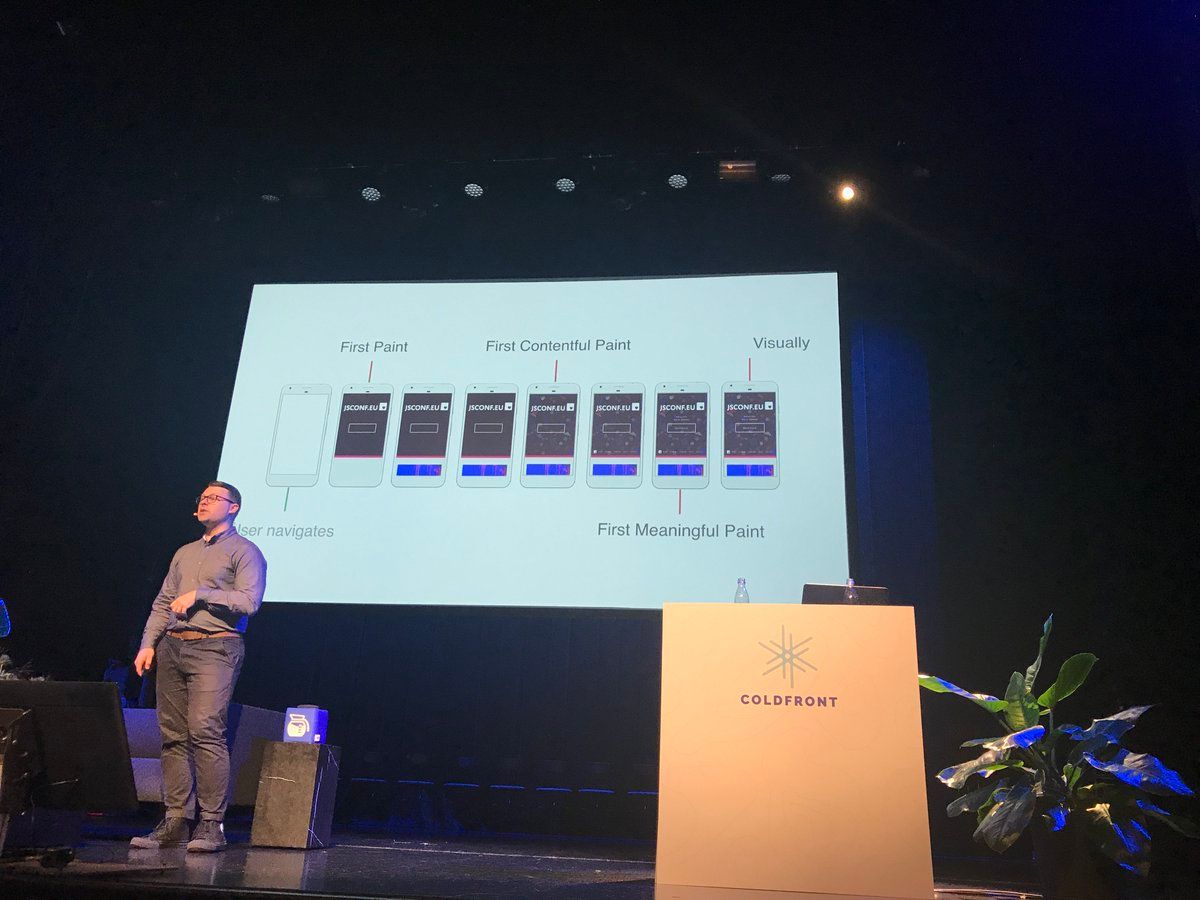 First Paint
First Contentful Paint
Visually
JSCONF.EU
JSCONF.EU
JSCONF.EU
JSCONF.EU
JSCONF.EU
JSCONF.EU
JSCONF.EU
User navigates
First Meaningful Paint
COLDFRONT